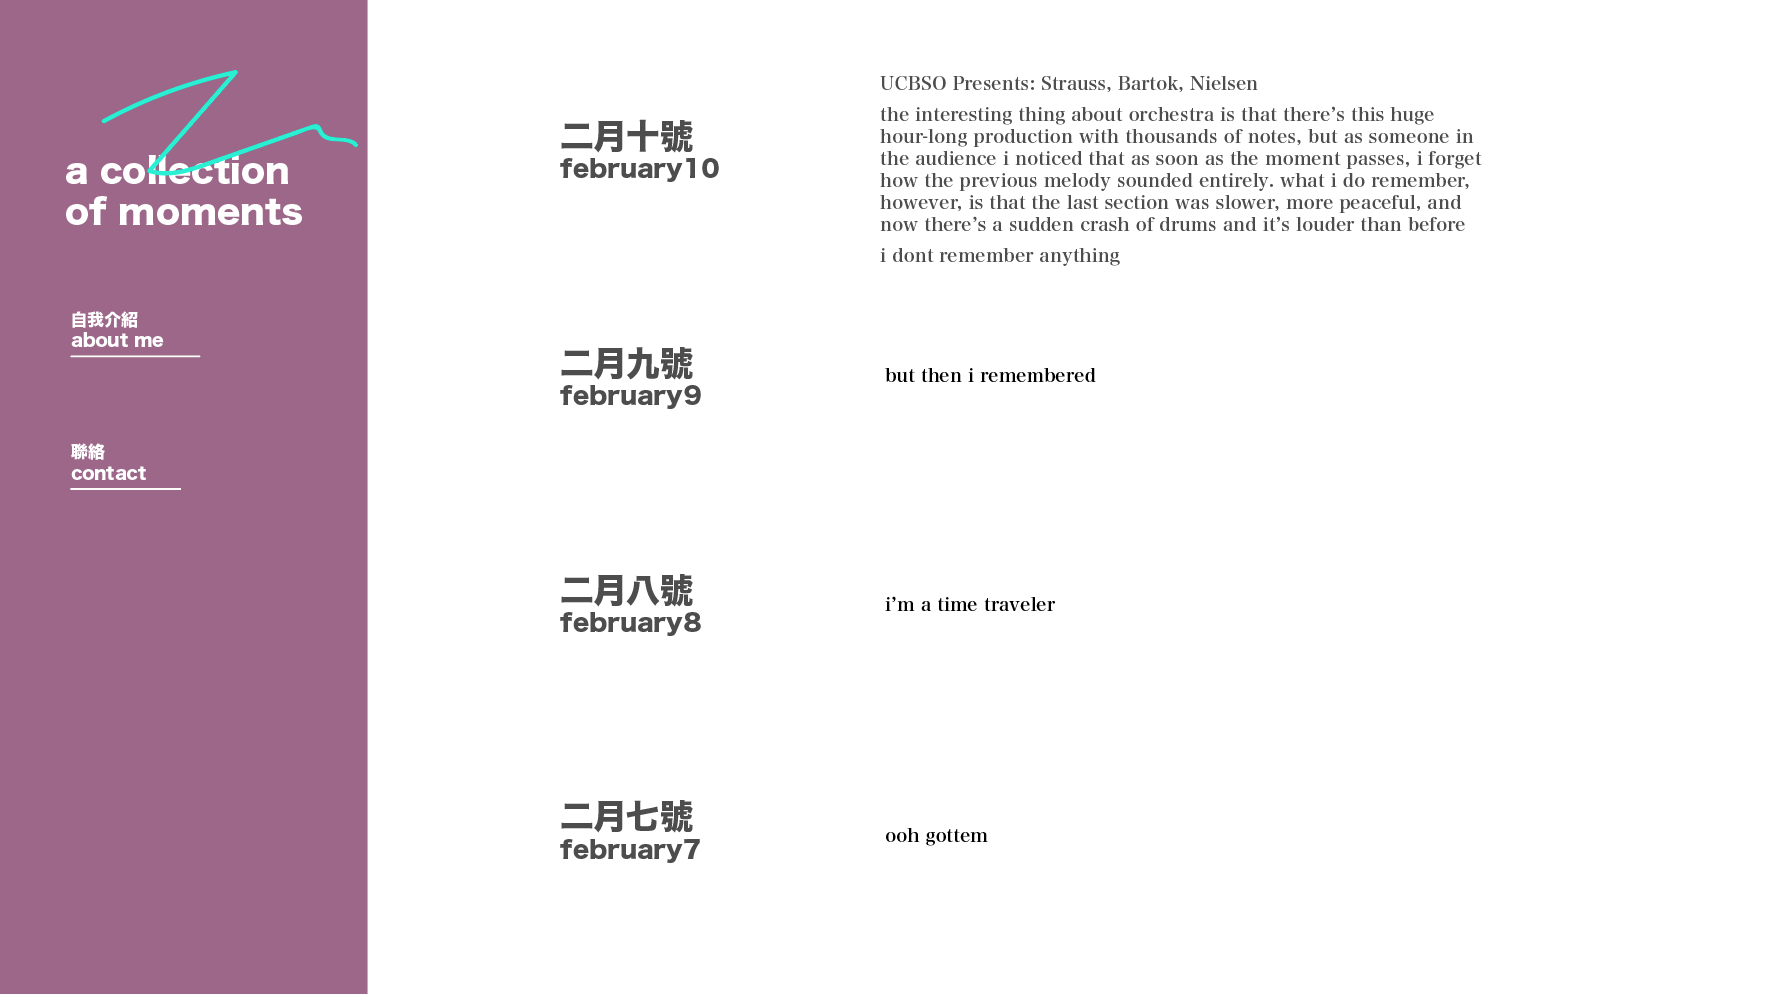 a collection
of moments
自我介紹
about me
聯絡
contact
二月十號
february10
UCBSO Presents: Strauss, Bartok, Nielsen
the interesting thing about orchestra is that there’s this huge
hour-long production with thousands of notes, but as someone in
the audience i noticed that as soon as the moment passes, i forget
how the previous melody sounded entirely. what i do remember,
however, is that the last section was slower, more peaceful, and
now there’s a sudden crash of drums and it’s louder than before
i dont remember anything
二月九號
february9
but then i remembered
二月八號
february8
i’m a time traveler
二月七號
february7
ooh gottem